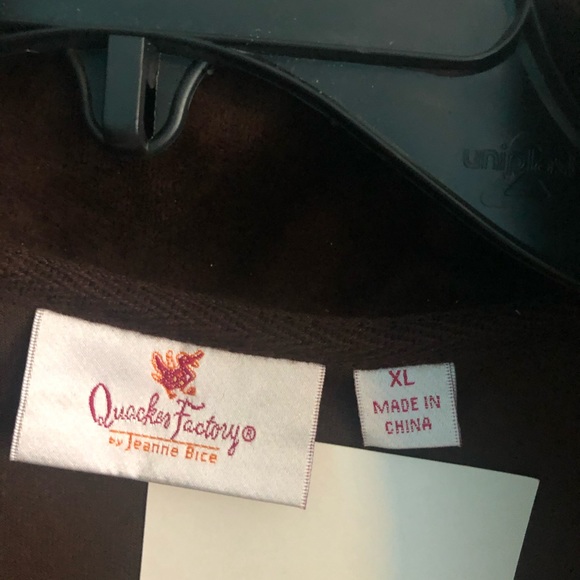 Quacker Factory®
by Jeanne Bice
XL
MADE IN
CHINA